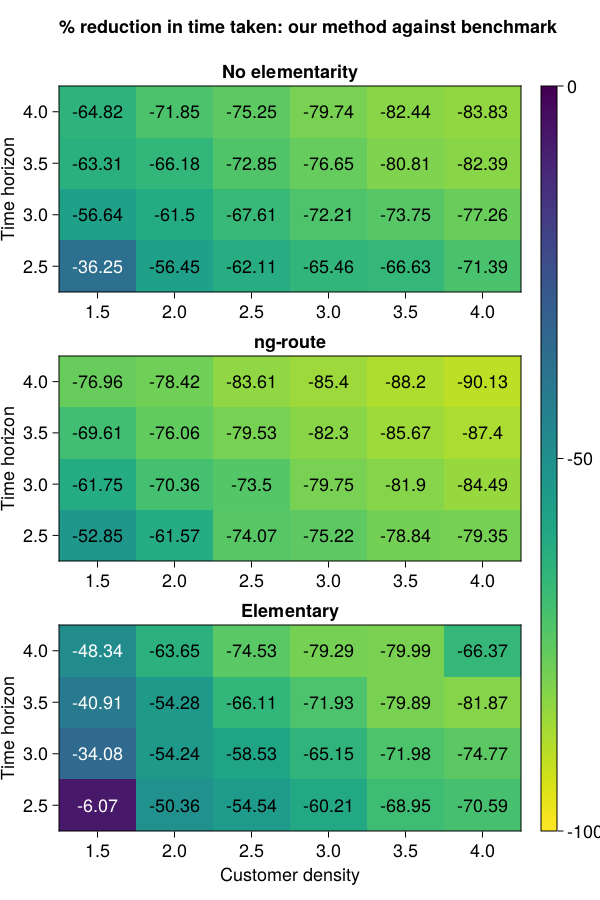 % reduction in time taken: our method against benchmark
No elementarity
Time horizon
4.0 -64.82 -71.85 -75.25 -79.74 -82.44 -83.83
3.5 -63.31 -66.18 -72.85 -76.65 -80.81 -82.39
3.0 -56.64 -61.5 -67.61 -72.21 -73.75 -77.26
2.5 -36.25 -56.45 -62.11 -65.46 -66.63 -71.39
1.5 2.0 2.5 3.0 3.5 4.0
ng-route
Time horizon
4.0 -76.96 -78.42 -83.61 -85.4 -88.2 -90.13
3.5 -69.61 -76.06 -79.53 -82.3 -85.67 -87.4
3.0 -61.75 -70.36 -73.5 -79.75 -81.9 -84.49
2.5 -52.85 -61.57 -74.07 -75.22 -78.84 -79.35
1.5 2.0 2.5 3.0 3.5 4.0
Elementary
Time horizon
4.0 -48.34 -63.65 -74.53 -79.29 -79.99 -66.37
3.5 -40.91 -54.28 -66.11 -71.93 -79.89 -81.87
3.0 -34.08 -54.24 -58.53 -65.15 -71.98 -74.77
2.5 -6.07 -50.36 -54.54 -60.21 -68.95 -70.59
1.5 2.0 2.5 3.0 3.5 4.0
Customer density
0
-50
-100